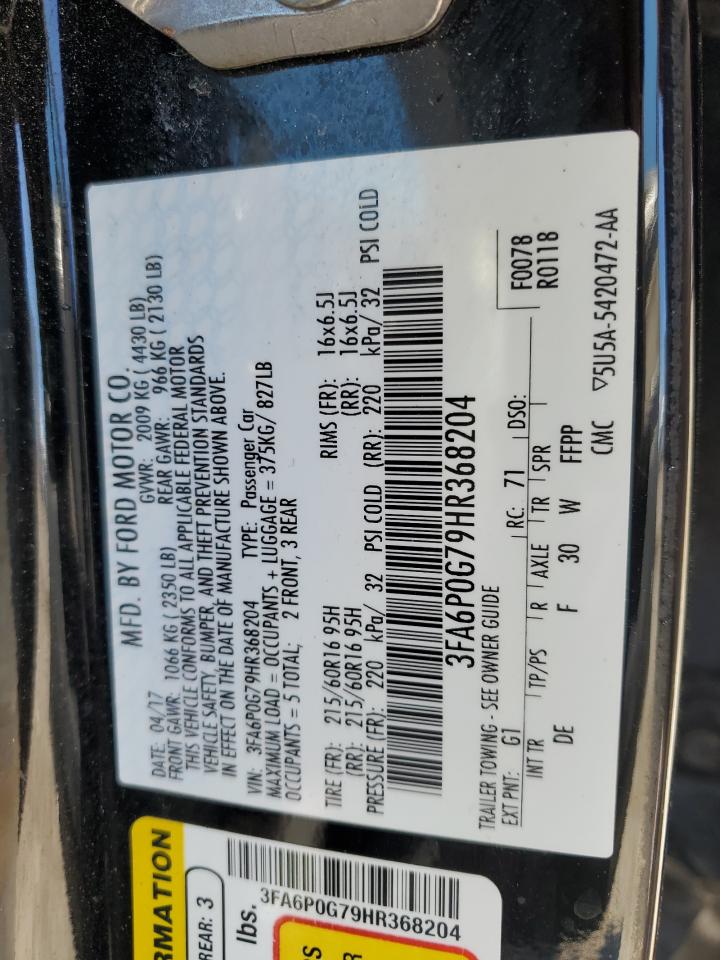 MFD. BY FORD MOTOR CO.
DATE: 04/17 GVWR: 2009 KG ( 4430 LB)
FRONT GAWR: 1066 KG ( 2350 LB) REAR GAWR: 966 KG ( 2130 LB)
THIS VEHICLE CONFORMS TO ALL APPLICABLE FEDERAL MOTOR
VEHICLE SAFETY, BUMPER, AND THEFT PREVENTION STANDARDS
IN EFFECT ON THE DATE OF MANUFACTURE SHOWN ABOVE.
VIN: 3FA6P0G79HR368204 TYPE: Passenger Car
MAXIMUM LOAD = OCCUPANTS + LUGGAGE = 375KG/ 827LB
OCCUPANTS = 5 TOTAL; 2 FRONT, 3 REAR
TIRE (FR): 215/60R16 95H RIMS (FR): 16x6.5J
(RR): 215/60R16 95H (RR): 16x6.5J
PRESSURE (FR): 220 kPa/ 32 PSI COLD (RR): 220 kPa/ 32 PSI COLD
3FA6P0G79HR368204
TRAILER TOWING - SEE OWNER GUIDE F0078
EXT PNT: G1 RC: 71 DSO: R0118
INT TR TP/PS R AXLE TR SPR
DE F 30 W FFPP
CMC ▽5U5A-5420472-AA
RMATION
REAR: 3
lbs.
3FA6P0G79HR368204